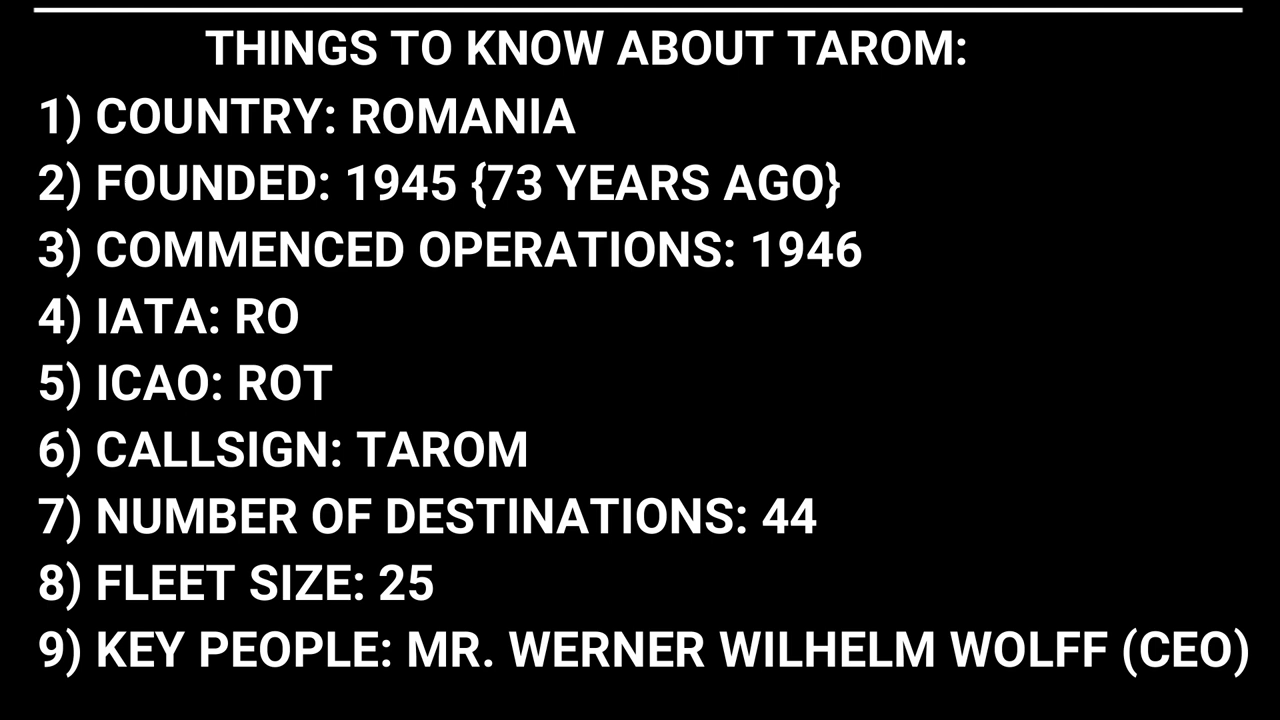 THINGS TO KNOW ABOUT TAROM:
1) COUNTRY: ROMANIA
2) FOUNDED: 1945 {73 YEARS AGO}
3) COMMENCED OPERATIONS: 1946
4) IATA: RO
5) ICAO: ROT
6) CALLSIGN: TAROM
7) NUMBER OF DESTINATIONS: 44
8) FLEET SIZE: 25
9) KEY PEOPLE: MR. WERNER WILHELM WOLFF (CEO)